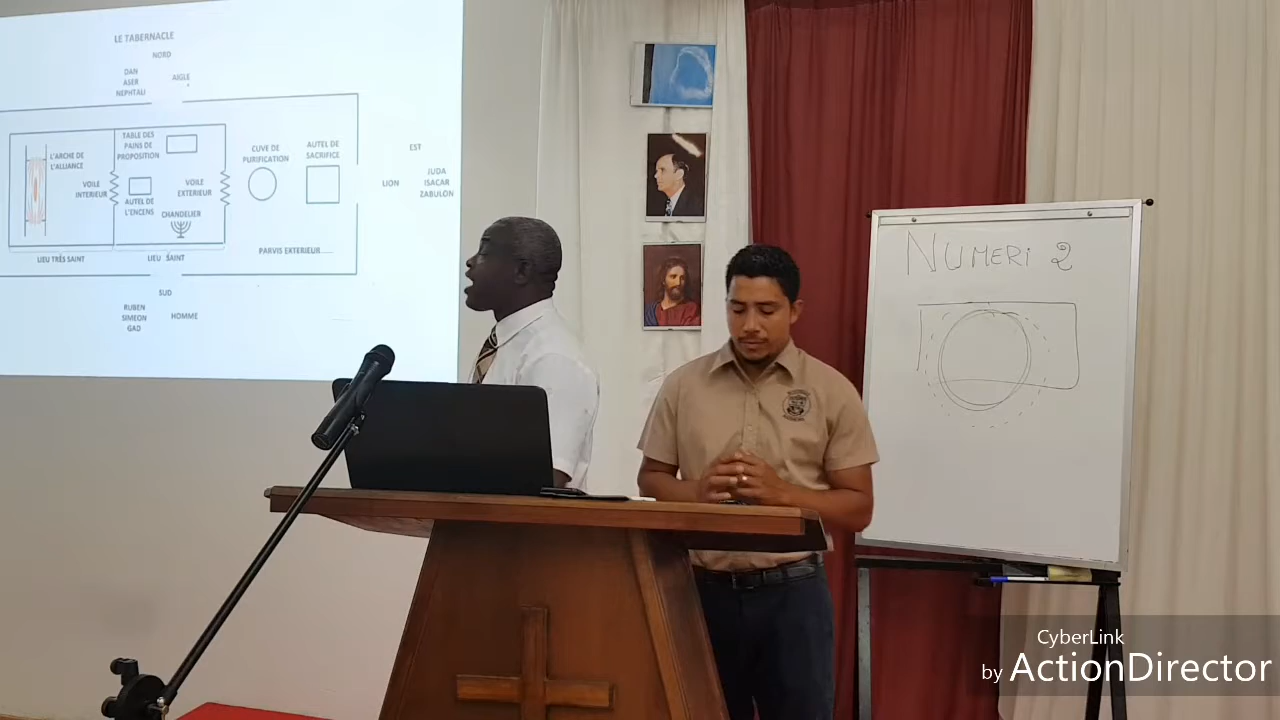 LE TABERNACLE
NORD
DAN
ASER
NEPHTALI
AIGLE
L'ARCHE DE
L'ALLIANCE
VOILE
INTERIEUR
TABLE DES
PAINS DE
PROPOSITION
AUTEL DE
L'ENCENS
VOILE
EXTERIEUR
CHANDELIER
CUVE DE
PURIFICATION
AUTEL DE
SACRIFICE
EST
LION
JUDA
ISACAR
ZABULON
LIEU TRÈS SAINT
LIEU SAINT
PARVIS EXTERIEUR
SUD
RUBEN
SIMEON
GAD
HOMME
NUMERI 2
CyberLink
by ActionDirector